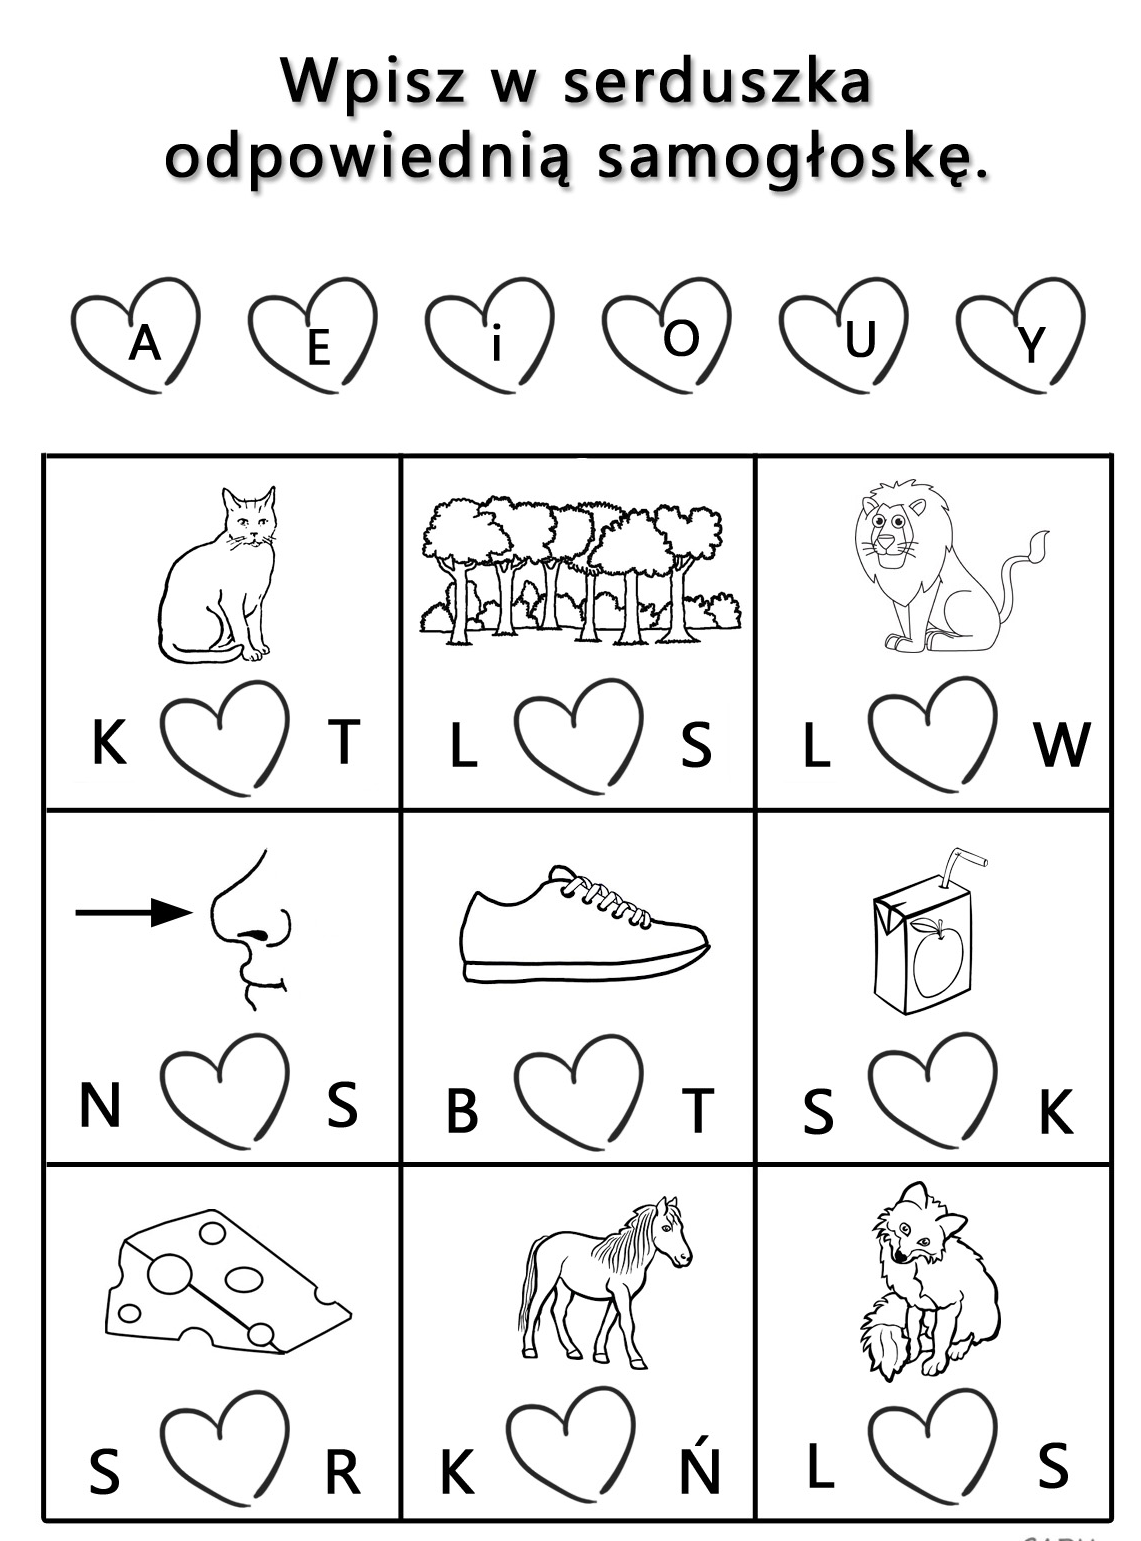 Wpisz w serduszka
odpowiednią samogłoskę.
A E i O U Y
K T L S L W
N S B T S K
S R K Ń L S